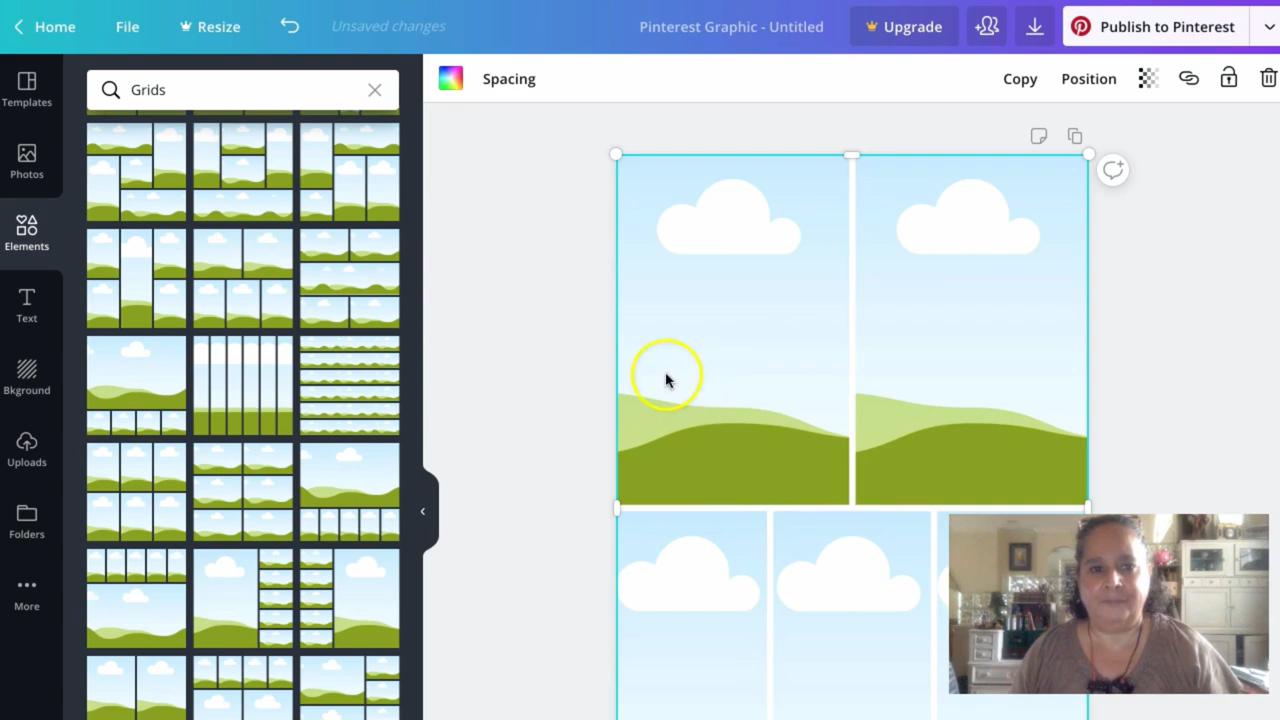 Home File Resize Unsaved changes Pinterest Graphic - Untitled Upgrade Publish to Pinterest
Templates
Photos
Elements
Text
Bkground
Uploads
Folders
More
Grids
Spacing Copy Position